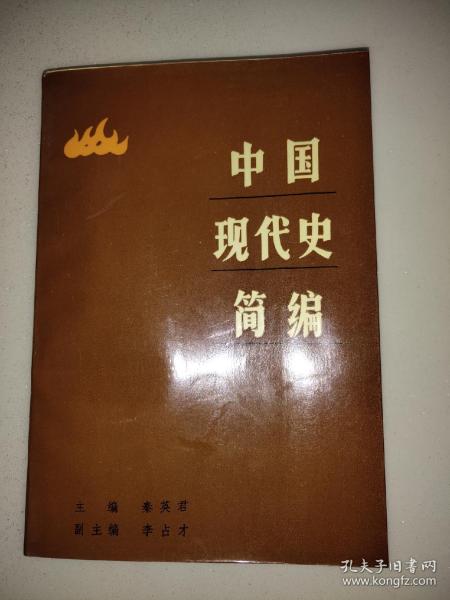 中国
现代史
简编
主编 秦英君
副主编 李占才
孔夫子旧书网
www.kongfz.com